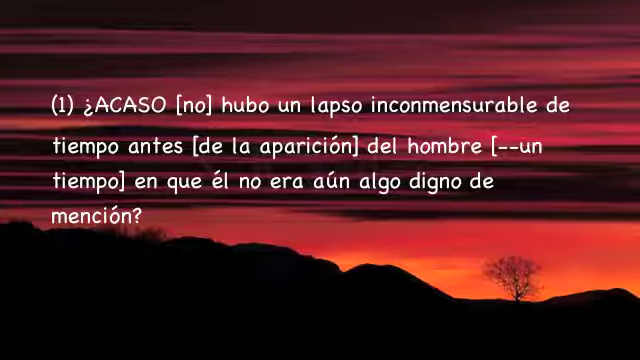 (1) ¿ACASO [no] hubo un lapso inconmensurable de
tiempo antes [de la aparición] del hombre [--un
tiempo] en que él no era aún algo digno de
mención?